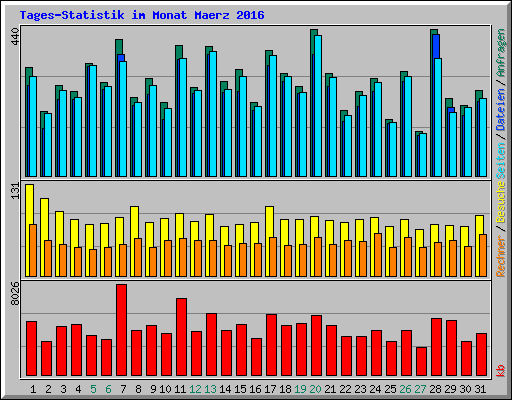 Tages-Statistik im Monat Maerz 2016
440
131
8026
Rechner / Besuche Seiten / Dateien / Anfragen
kb
1 2 3 4 5 6 7 8 9 10 11 12 13 14 15 16 17 18 19 20 21 22 23 24 25 26 27 28 29 30 31